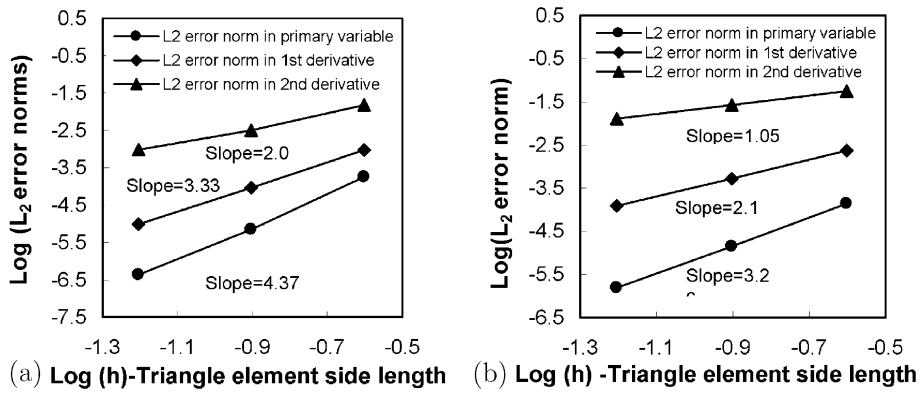 0.5
-0.5
-1.5
-2.5
-3.5
-4.5
-5.5
-6.5
-7.5
Log (L2 error norms)
L2 error norm in primary variable
L2 error norm in 1st derivative
L2 error norm in 2nd derivative
Slope=2.0
Slope=3.33
Slope=4.37
-1.3 -1.1 -0.9 -0.7 -0.5
(a) Log (h)-Triangle element side length
0.5
-0.5
-1.5
-2.5
-3.5
-4.5
-5.5
-6.5
Log(L2 error norm)
L2 error norm in primary variable
L2 error norm in 1st derivative
L2 error norm in 2nd derivative
Slope=1.05
Slope=2.1
Slope=3.2
-1.3 -1.1 -0.9 -0.7 -0.5
(b) Log (h) -Triangle element side length